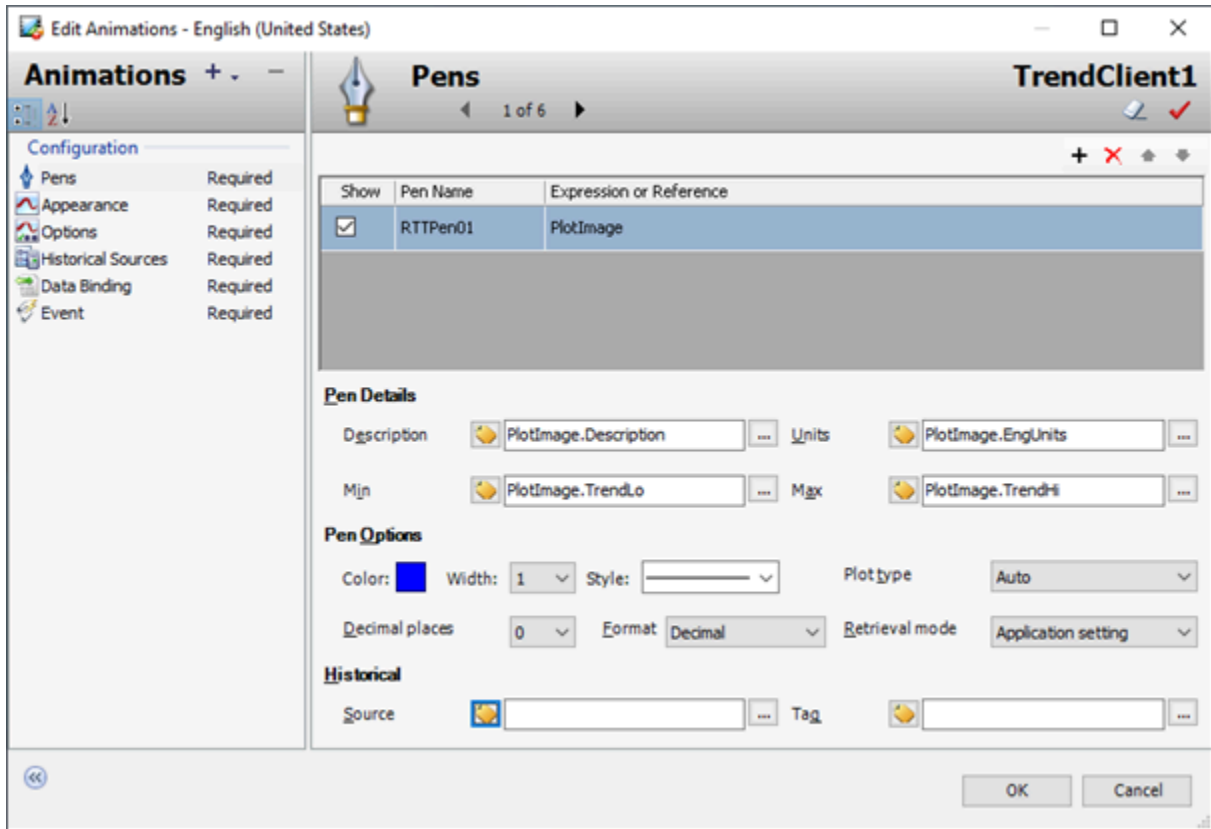 Edit Animations - English (United States)
Animations
Pens
TrendClient1
1 of 6
Configuration
Pens Required
Appearance Required
Options Required
Historical Sources Required
Data Binding Required
Event Required
Show Pen Name Expression or Reference
RTTPen01 PlotImage
Pen Details
Description PlotImage.Description ... Units PlotImage.EngUnits ...
Min PlotImage.TrendLo ... Max PlotImage.TrendHi ...
Pen Options
Color: Width: 1 Style: Plot type Auto
Decimal places 0 Format Decimal Retrieval mode Application setting
Historical
Source ... Tag ...
OK Cancel